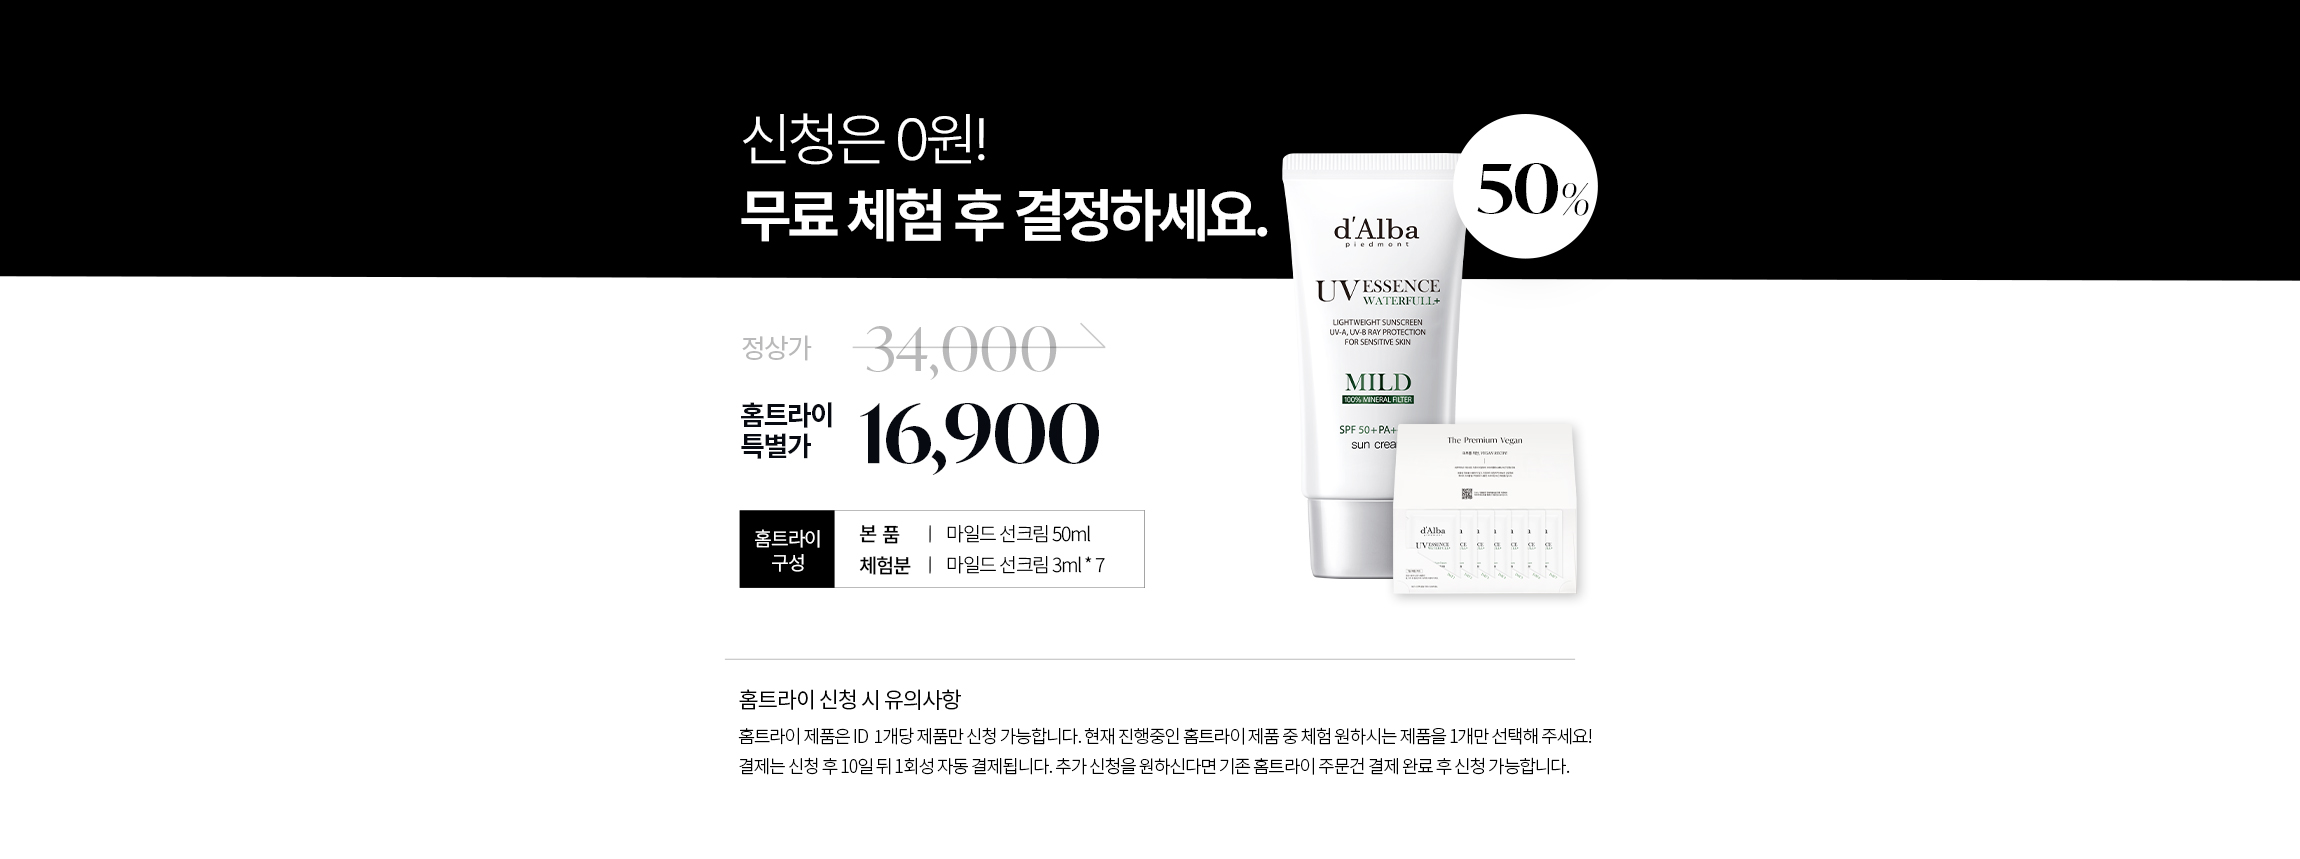 신청은 0원!
무료 체험 후 결정하세요.
50%
정상가 34,000
홈트라이
특별가
16,900
홈트라이
구성
본 품 | 마일드 선크림 50ml
체험분 | 마일드 선크림 3ml * 7
d'Alba
piedmont
UV ESSENCE
WATERFULL+
LIGHTWEIGHT SUNSCREEN
UV-A, UV-B RAY PROTECTION
FOR SENSITIVE SKIN
MILD
100% MINERAL FILTER
SPF 50+ PA+
sun crea
The Premium Vegan
d'Alba
UV ESSENCE
홈트라이 신청 시 유의사항
홈트라이 제품은 ID 1개당 제품만 신청 가능합니다. 현재 진행중인 홈트라이 제품 중 체험 원하시는 제품을 1개만 선택해 주세요!
결제는 신청 후 10일 뒤 1회성 자동 결제됩니다. 추가 신청을 원하신다면 기존 홈트라이 주문건 결제 완료 후 신청 가능합니다.